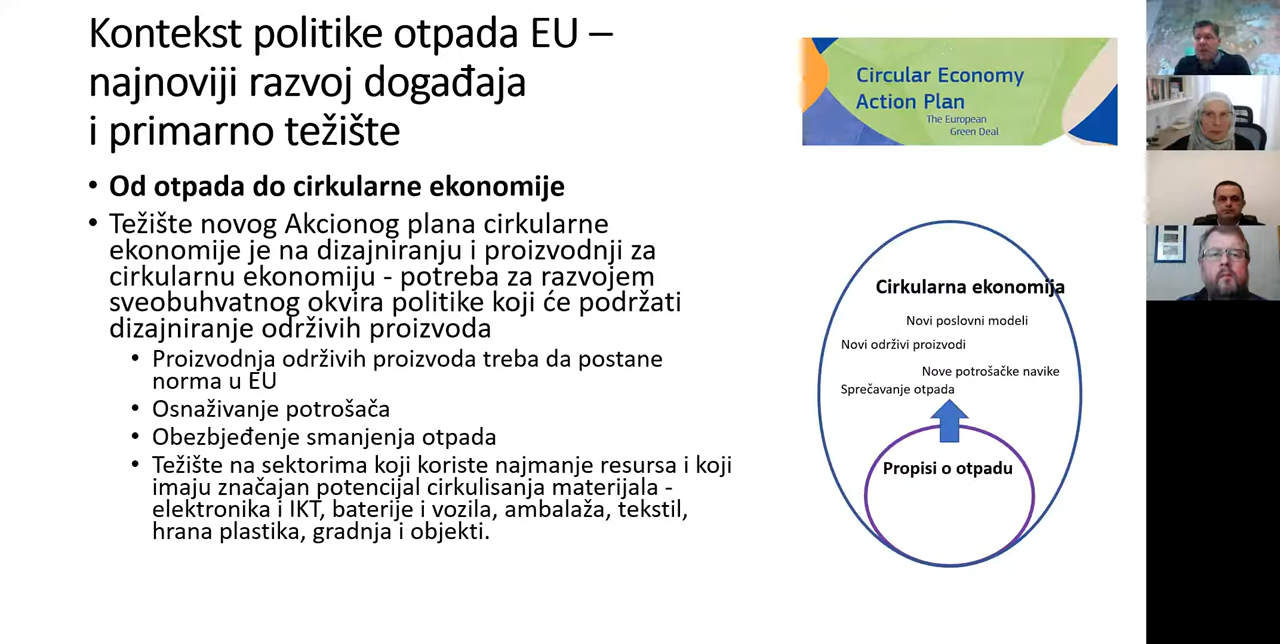 Kontekst politike otpada EU –
najnoviji razvoj događaja
i primarno težište
• Od otpada do cirkularne ekonomije
• Težište novog Akcionog plana cirkularne
ekonomije je na dizajniranju i proizvodnji za
cirkularnu ekonomiju - potreba za razvojem
sveobuhvatnog okvira politike koji će podržati
dizajniranje održivih proizvoda
• Proizvodnja održivih proizvoda treba da postane
norma u EU
• Osnaživanje potrošača
• Obezbjeđenje smanjenja otpada
• Težište na sektorima koji koriste najmanje resursa i koji
imaju značajan potencijal cirkulisanja materijala -
elektronika i IKT, baterije i vozila, ambalaža, tekstil,
hrana plastika, gradnja i objekti.
Circular Economy
Action Plan
The European
Green Deal
Cirkularna ekonomija
Novi poslovni modeli
Novi održivi proizvodi
Nove potrošačke navike
Sprečavanje otpada
Propisi o otpadu